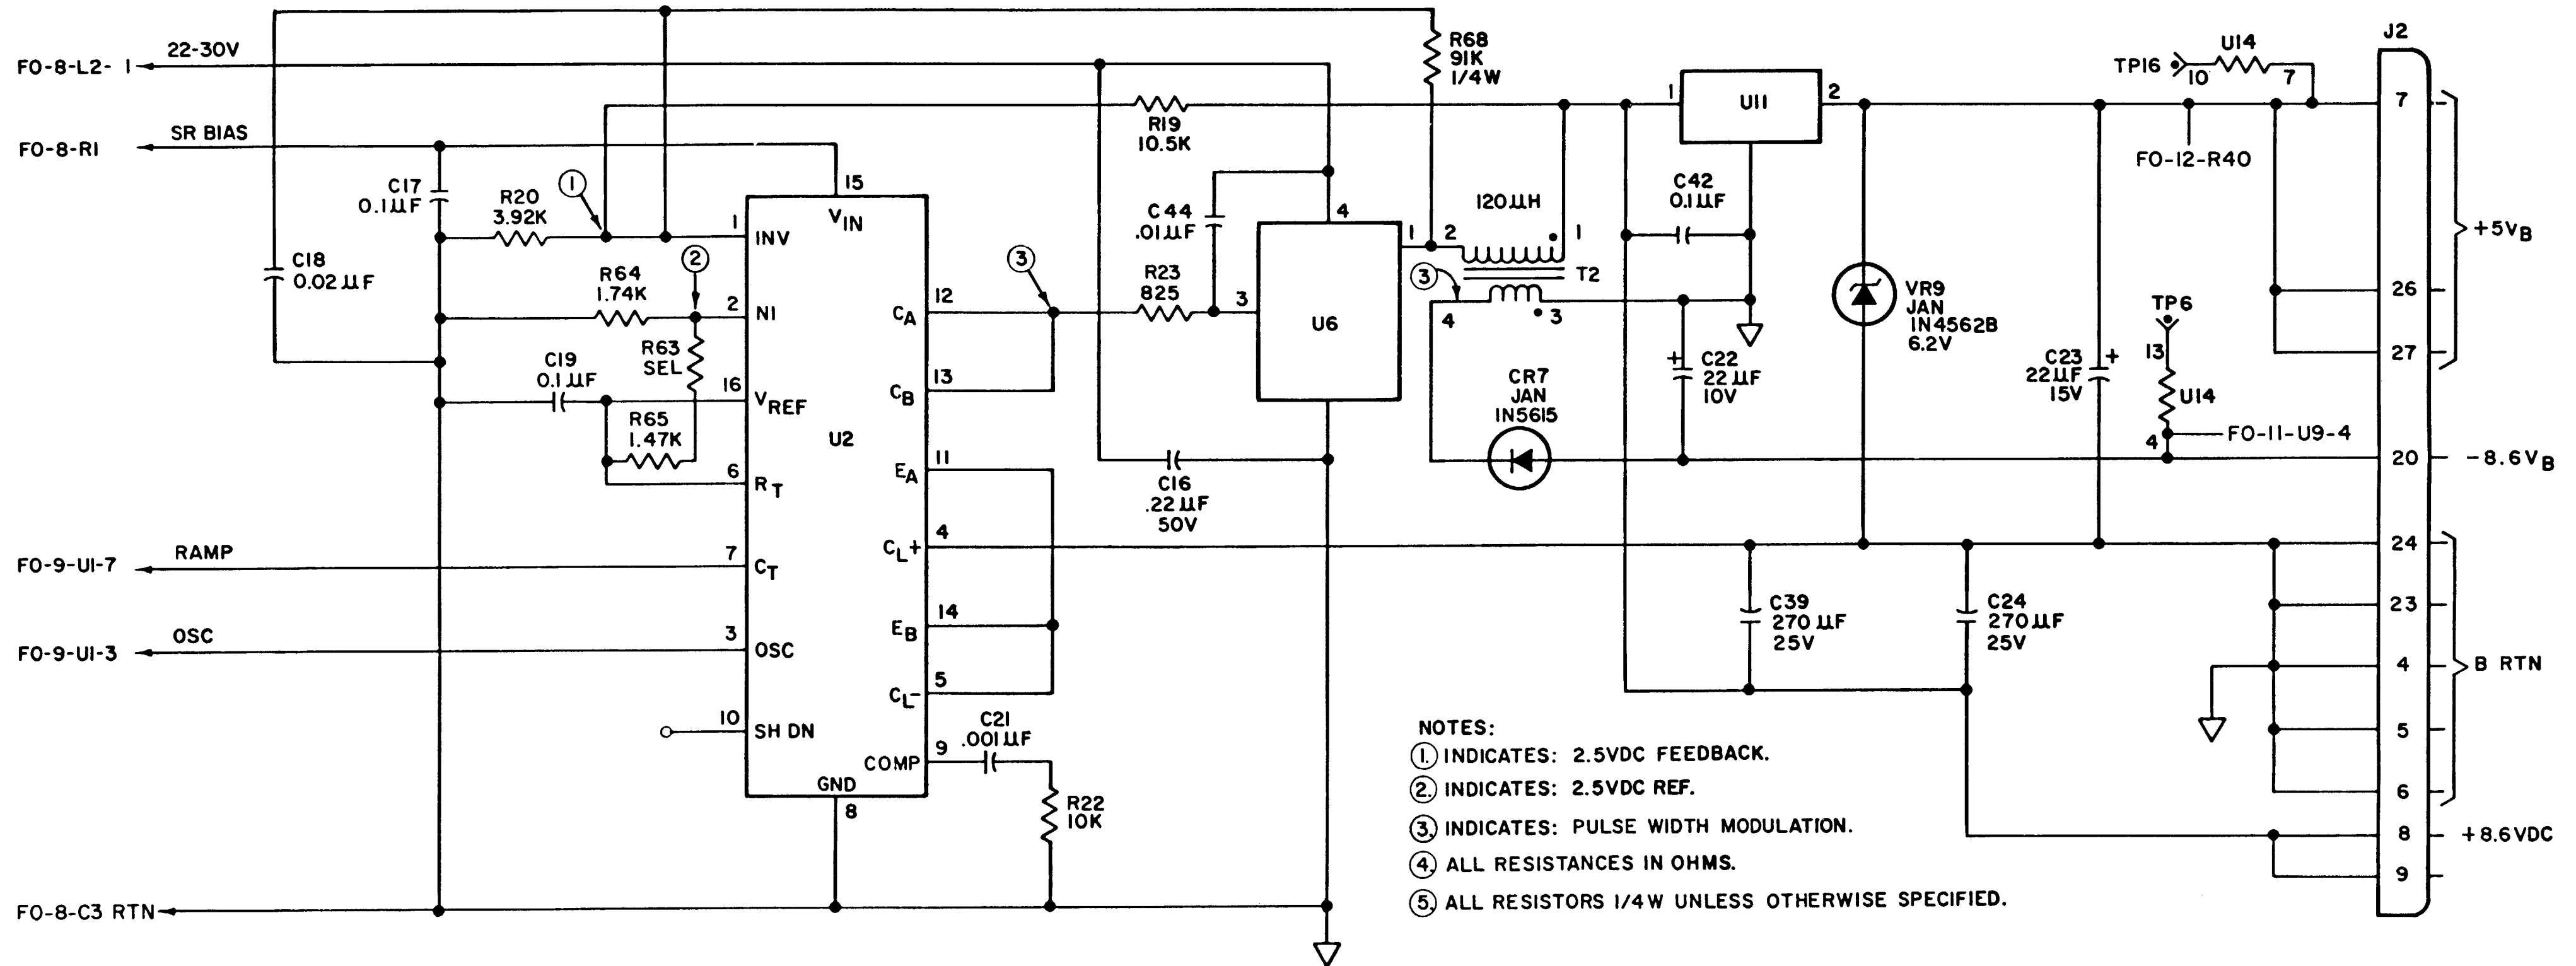 FO-8-L2- 1
22-30V
FO-8-R1
SR BIAS
C17
0.1µF
R20
3.92K
1
C18
0.02µF
R64
1.74K
2
R63
SEL
C19
0.1µF
R65
1.47K
FO-9-U1-7
RAMP
FO-9-U1-3
OSC
FO-8-C3 RTN
15
VIN
1
INV
2
NI
16
VREF
U2
6
RT
7
CT
3
OSC
10
SH DN
GND
8
12
CA
13
CB
11
EA
4
CL+
14
EB
5
CL-
9
COMP
C21
.001µF
R22
10K
3
R23
825
C44
.01µF
R19
10.5K
R68
91K
1/4W
4
3
1
U6
C16
.22µF
50V
2
120µH
1
T2
3
4
3
CR7
JAN
1N5615
1
U11
2
C42
0.1µF
C22
+
22µF
10V
VR9
JAN
1N4562B
6.2V
C23
+
22µF
15V
TP16
10
U14
7
FO-12-R40
TP6
13
U14
4
FO-11-U9-4
C39
270µF
25V
C24
270µF
25V
J2
7
26
27
20
24
23
4
5
6
8
9
+5VB
-8.6VB
B RTN
+8.6VDC
NOTES:
1. INDICATES: 2.5VDC FEEDBACK.
2. INDICATES: 2.5VDC REF.
3. INDICATES: PULSE WIDTH MODULATION.
4. ALL RESISTANCES IN OHMS.
5. ALL RESISTORS 1/4W UNLESS OTHERWISE SPECIFIED.